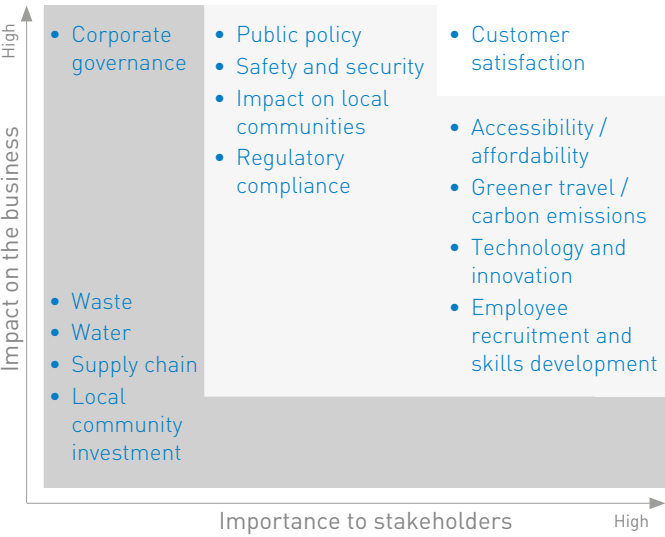 High
Impact on the business
• Corporate
governance
• Waste
• Water
• Supply chain
• Local
community
investment
• Public policy
• Safety and security
• Impact on local
communities
• Regulatory
compliance
• Customer
satisfaction
• Accessibility /
affordability
• Greener travel /
carbon emissions
• Technology and
innovation
• Employee
recruitment and
skills development
Importance to stakeholders
High